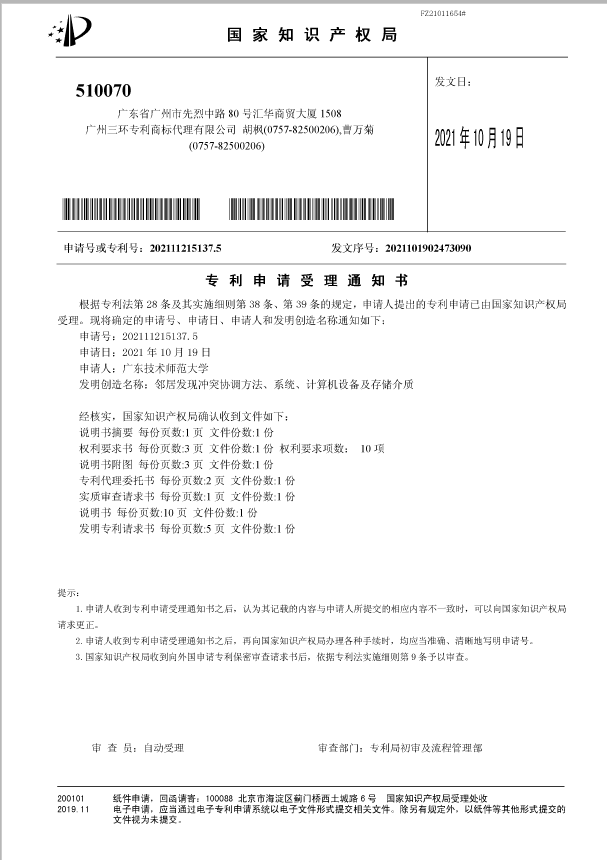 FZ21011654#
国家知识产权局
510070
发文日：
广东省广州市先烈中路 80 号汇华商贸大厦 1508
广州三环专利商标代理有限公司 胡枫(0757-82500206),曹万菊
(0757-82500206)
2021 年 10 月 19 日
申请号或专利号：202111215137.5
发文序号：2021101902473090
专利申请受理通知书
根据专利法第 28 条及其实施细则第 38 条、第 39 条的规定，申请人提出的专利申请已由国家知识产权局
受理。现将确定的申请号、申请日、申请人和发明创造名称通知如下：
申请号：202111215137.5
申请日：2021 年 10 月 19 日
申请人：广东技术师范大学
发明创造名称：邻居发现冲突协调方法、系统、计算机设备及存储介质
经核实，国家知识产权局确认收到文件如下：
说明书摘要 每份页数:1 页 文件份数:1 份
权利要求书 每份页数:3 页 文件份数:1 份 权利要求项数： 10 项
说明书附图 每份页数:3 页 文件份数:1 份
专利代理委托书 每份页数:2 页 文件份数:1 份
实质审查请求书 每份页数:1 页 文件份数:1 份
说明书 每份页数:10 页 文件份数:1 份
发明专利请求书 每份页数:5 页 文件份数:1 份
提示：
1.申请人收到专利申请受理通知书之后，认为其记载的内容与申请人所提交的相应内容不一致时，可以向国家知识产权局
请求更正。
2.申请人收到专利申请受理通知书之后，再向国家知识产权局办理各种手续时，均应当准确、清晰地写明申请号。
3.国家知识产权局收到向外国申请专利保密审查请求书后，依据专利法实施细则第 9 条予以审查。
审 查 员：自动受理
审查部门：专利局初审及流程管理部
200101 纸件申请，回函请寄：100088 北京市海淀区蓟门桥西土城路 6 号 国家知识产权局受理处收
2019.11 电子申请，应当通过电子专利申请系统以电子文件形式提交相关文件。除另有规定外，以纸件等其他形式提交的
文件视为未提交。